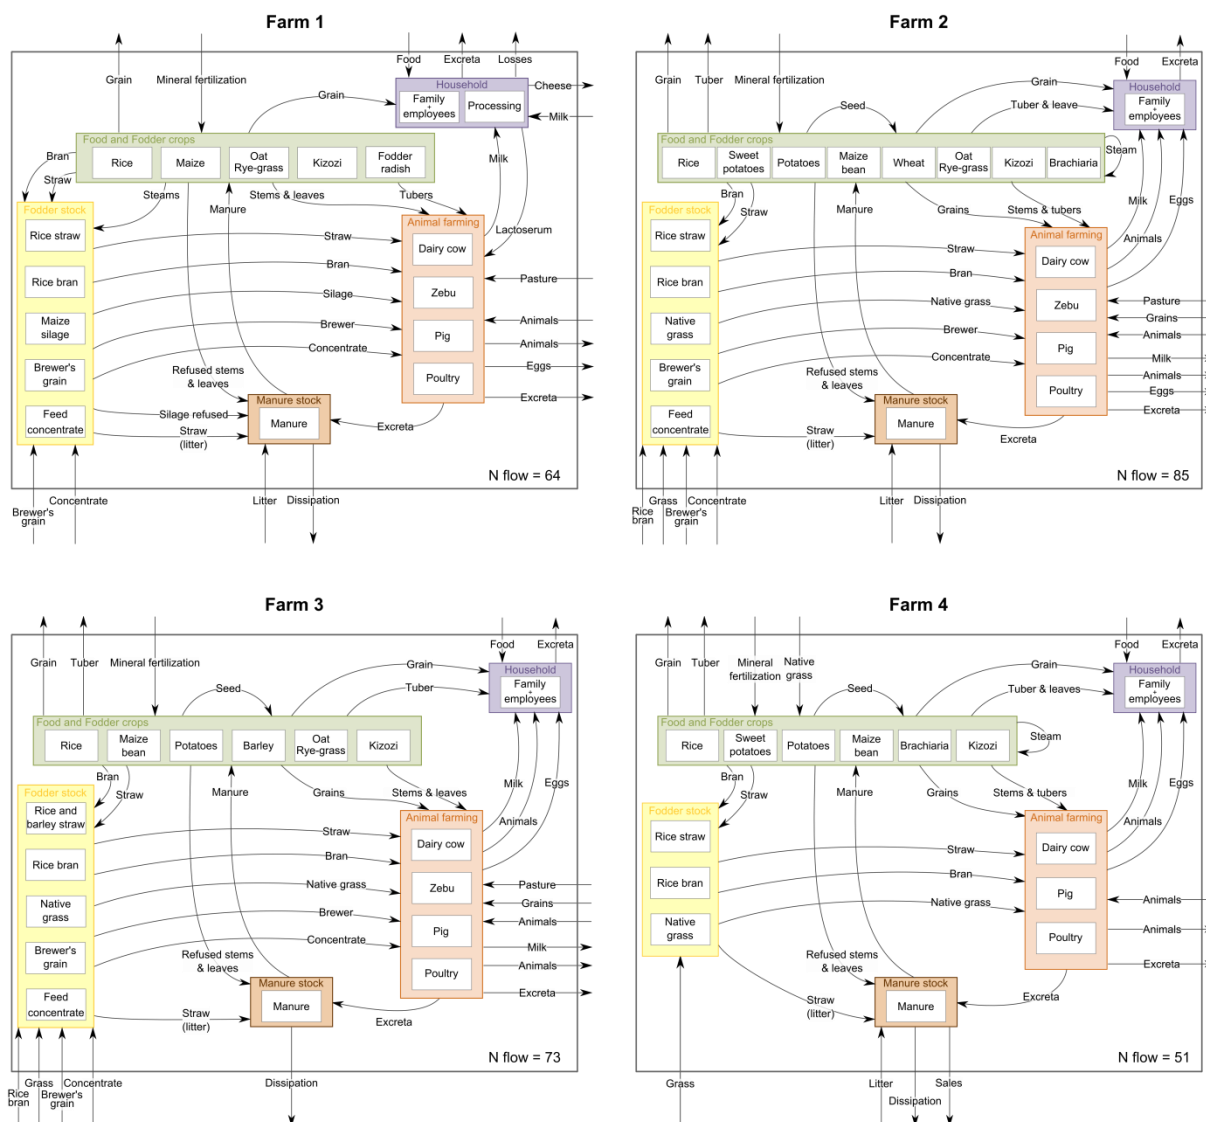 Farm 1
Grain
Mineral fertilization
Food
Excreta
Losses
Household
Family
+
employees
Processing
Cheese
Milk
Grain
Food and Fodder crops
Rice
Maize
Oat
Rye-grass
Kizozi
Fodder
radish
Bran
Straw
Steams
Manure
Stems & leaves
Tubers
Milk
Lactoserum
Fodder stock
Rice straw
Rice bran
Maize
silage
Brewer's
grain
Feed
concentrate
Straw
Bran
Silage
Brewer
Concentrate
Animal farming
Dairy cow
Zebu
Pig
Poultry
Pasture
Animals
Animals
Eggs
Excreta
Refused stems
& leaves
Silage refused
Straw
(litter)
Manure stock
Manure
Excreta
N flow = 64
Brewer's
grain
Concentrate
Litter
Dissipation
Farm 2
Grain
Tuber
Mineral fertilization
Food
Excreta
Household
Family
+
employees
Seed
Grain
Tuber & leave
Food and Fodder crops
Rice
Sweet
potatoes
Potatoes
Maize
bean
Wheat
Oat
Rye-grass
Kizozi
Brachiaria
Steam
Bran
Straw
Manure
Grains
Stems & tubers
Milk
Animals
Eggs
Fodder stock
Rice straw
Rice bran
Native
grass
Brewer's
grain
Feed
concentrate
Straw
Bran
Native grass
Brewer
Concentrate
Animal farming
Dairy cow
Zebu
Pig
Poultry
Pasture
Grains
Animals
Milk
Animals
Eggs
Excreta
Refused stems
& leaves
Straw
(litter)
Manure stock
Manure
Excreta
N flow = 85
Rice
bran
Grass
Brewer's
grain
Concentrate
Litter
Dissipation
Farm 3
Grain
Tuber
Mineral fertilization
Food
Excreta
Household
Family
+
employees
Seed
Grain
Tuber
Food and Fodder crops
Rice
Maize
bean
Potatoes
Barley
Oat
Rye-grass
Kizozi
Bran
Straw
Manure
Grains
Stems & leaves
Milk
Animals
Eggs
Fodder stock
Rice and
barley straw
Rice bran
Native
grass
Brewer's
grain
Feed
concentrate
Straw
Bran
Native grass
Brewer
Concentrate
Animal farming
Dairy cow
Zebu
Pig
Poultry
Pasture
Grains
Animals
Milk
Animals
Excreta
Refused stems
& leaves
Straw
(litter)
Manure stock
Manure
Excreta
N flow = 73
Rice
bran
Grass
Brewer's
grain
Concentrate
Dissipation
Farm 4
Grain
Tuber
Mineral
fertilization
Native
grass
Food
Excreta
Household
Family
+
employees
Seed
Grain
Tuber & leaves
Food and Fodder crops
Rice
Sweet
potatoes
Potatoes
Maize
bean
Brachiaria
Kizozi
Steam
Bran
Straw
Manure
Grains
Stems & tubers
Milk
Animals
Eggs
Fodder stock
Rice straw
Rice bran
Native
grass
Straw
Bran
Native grass
Animal farming
Dairy cow
Pig
Poultry
Animals
Animals
Excreta
Refused stems
& leaves
Straw
(litter)
Manure stock
Manure
Excreta
N flow = 51
Grass
Litter
Dissipation
Sales